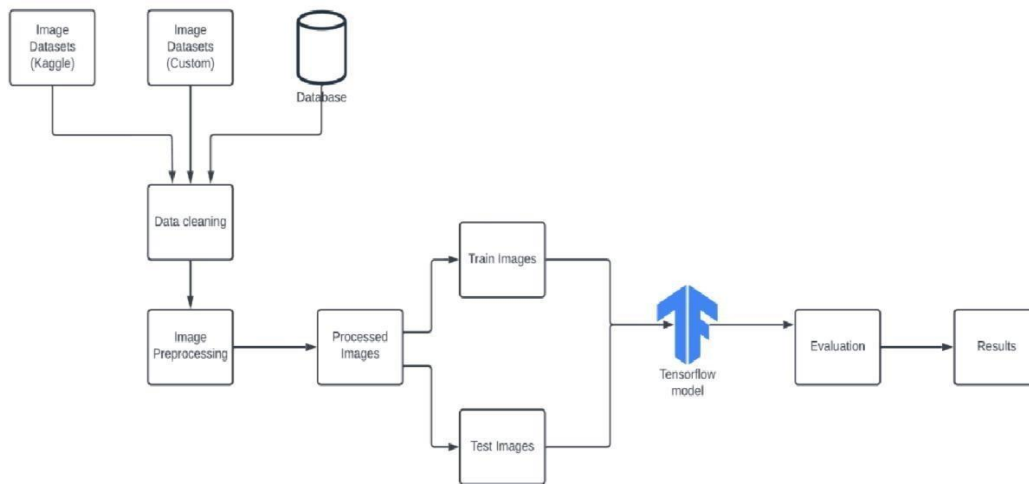 Image
Datasets
(Kaggle)
Image
Datasets
(Custom)
Database
Data cleaning
Image
Preprocessing
Processed
Images
Train Images
Test Images
Tensorflow
model
Evaluation
Results